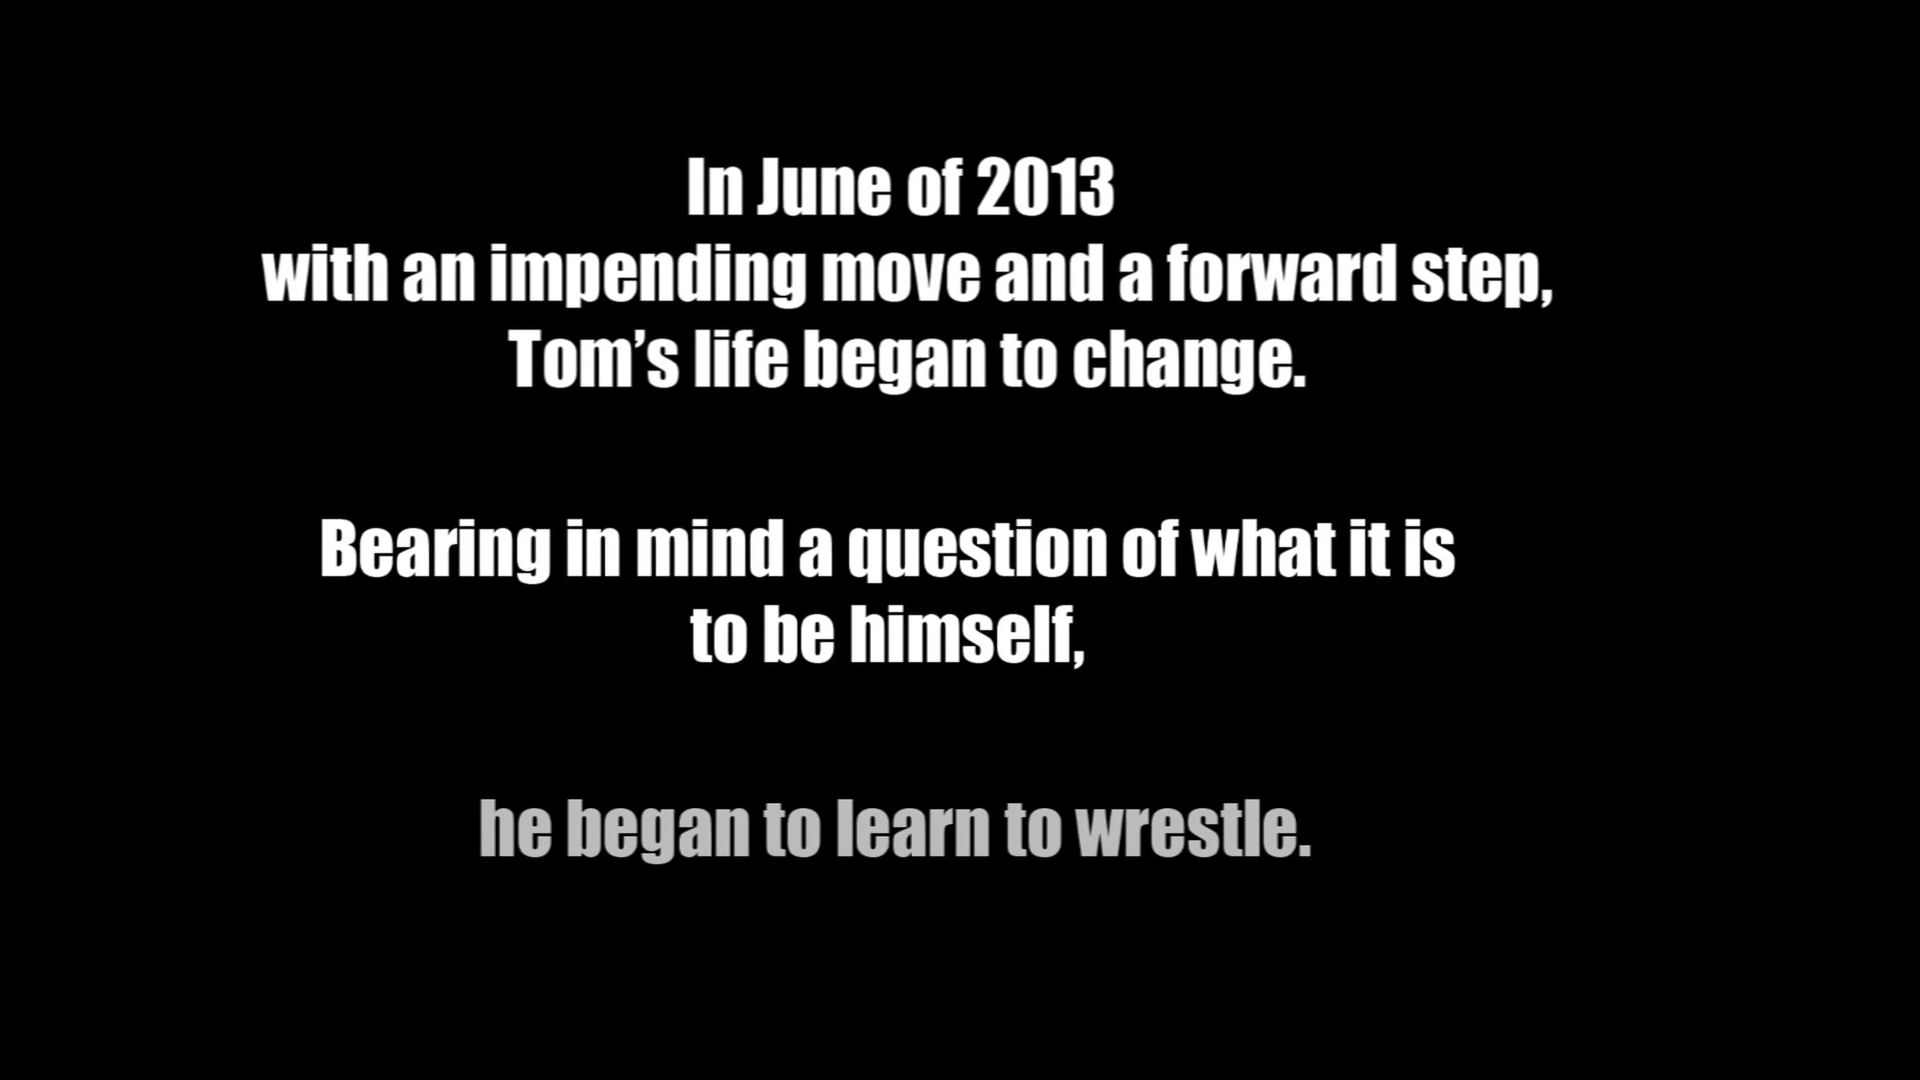 In June of 2013
with an impending move and a forward step,
Tom’s life began to change.
Bearing in mind a question of what it is
to be himself,
he began to learn to wrestle.